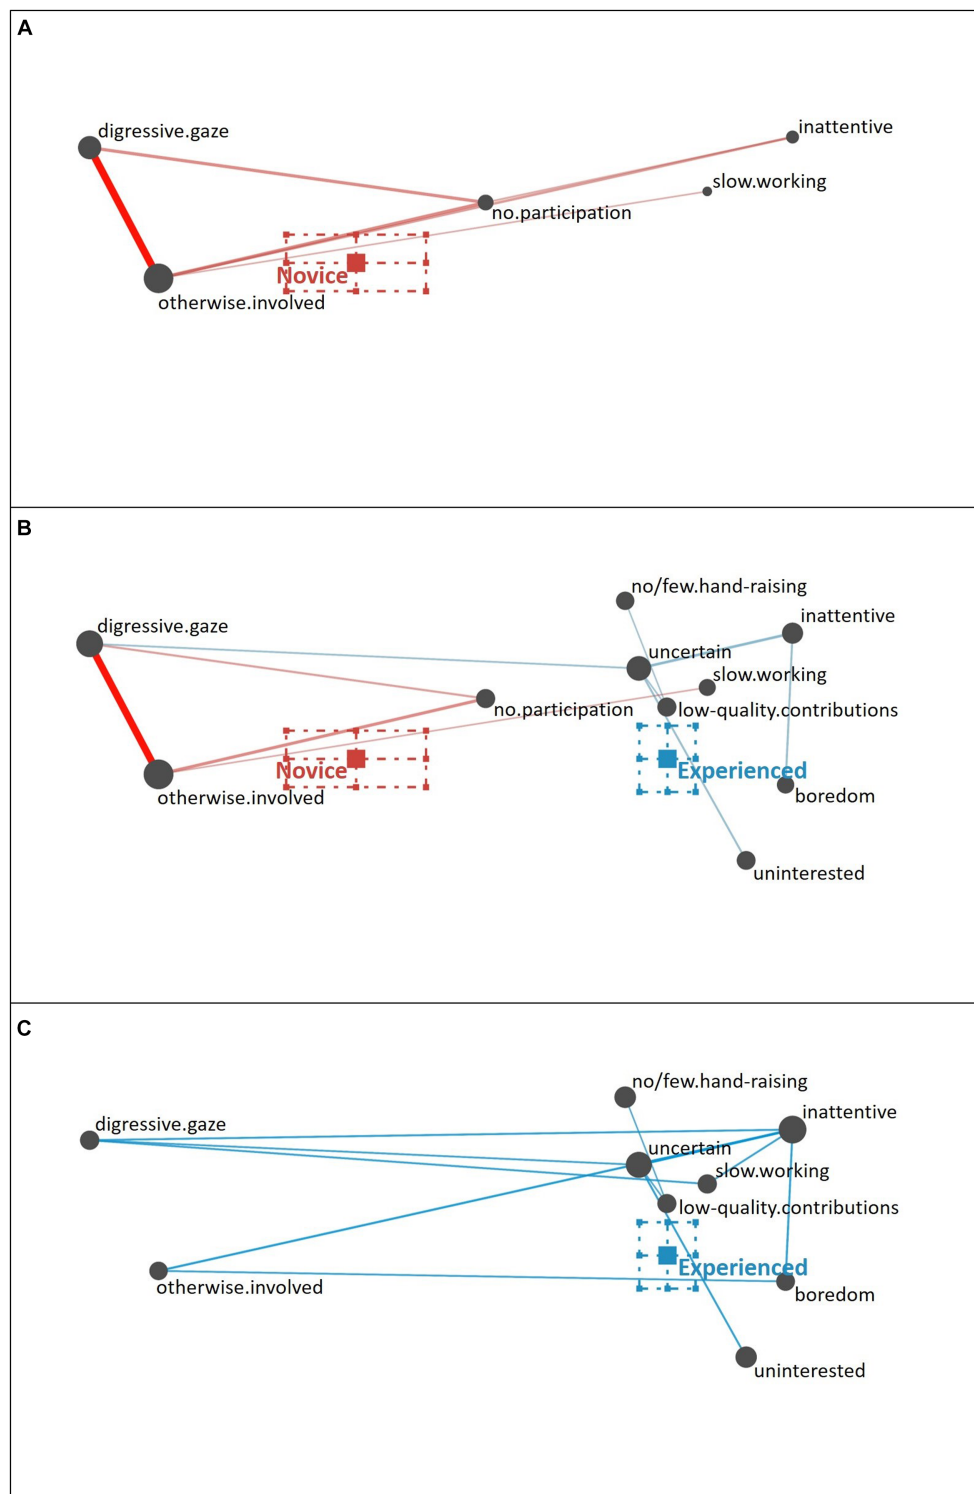 A
digressive.gaze
inattentive
slow.working
no.participation
Novice
otherwise.involved
B
no/few.hand-raising
inattentive
digressive.gaze
uncertain
slow.working
no.participation
low-quality.contributions
Novice
Experienced
otherwise.involved
boredom
uninterested
C
no/few.hand-raising
inattentive
digressive.gaze
uncertain
slow.working
low-quality.contributions
Experienced
otherwise.involved
boredom
uninterested